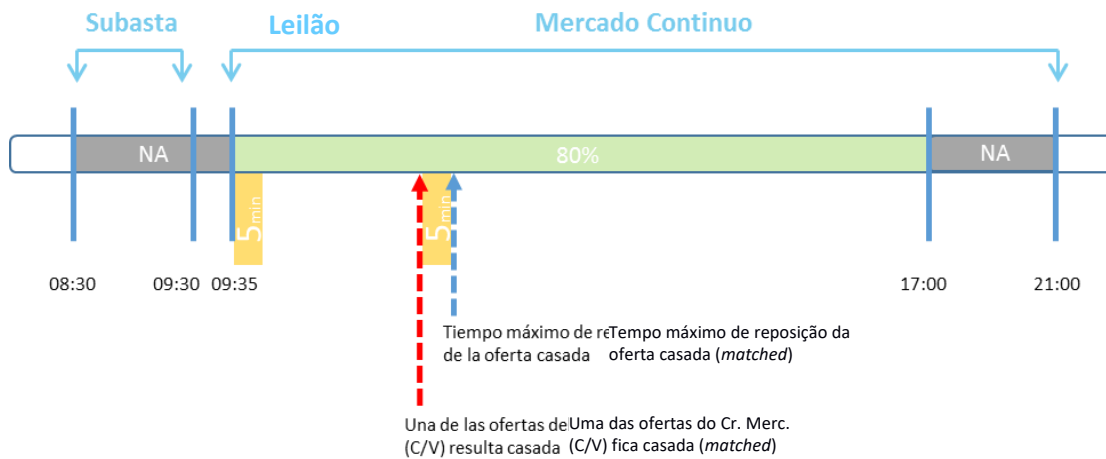 Subasta Leilão Mercado Continuo
NA 80% NA
5min 5min
08:30 09:30 09:35 17:00 21:00
Tiempo máximo de re Tempo máximo de reposição da
de la oferta casada oferta casada (matched)
Una de las ofertas de Uma das ofertas do Cr. Merc.
(C/V) resulta casada (C/V) fica casada (matched)